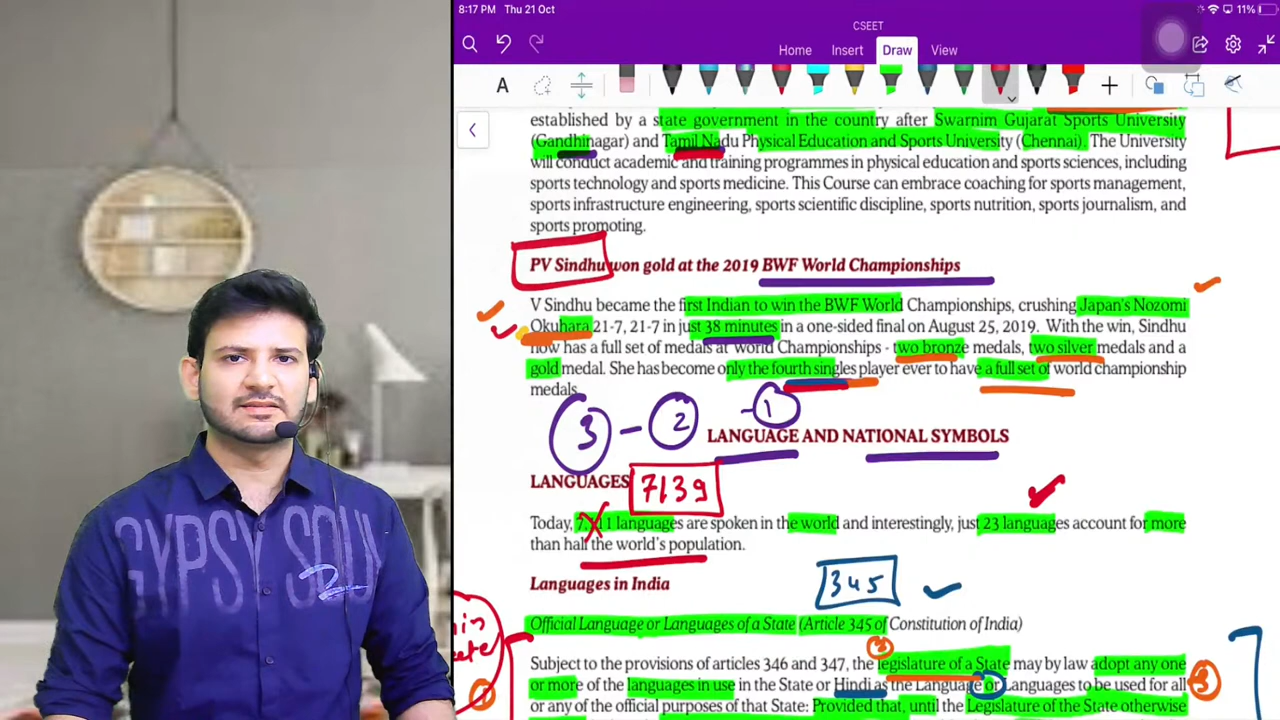 8:17 PM Thu 21 Oct
11%
CSEET
Home Insert Draw View
A
established by a state government in the country after Swarnim Gujarat Sports University
(Gandhinagar) and Tamil Nadu Physical Education and Sports University (Chennai). The University
will conduct academic and training programmes in physical education and sports sciences, including
sports technology and sports medicine. This Course can embrace coaching for sports management,
sports infrastructure engineering, sports scientific discipline, sports nutrition, sports journalism, and
sports promoting.
PV Sindhu won gold at the 2019 BWF World Championships
V Sindhu became the first Indian to win the BWF World Championships, crushing Japan's Nozomi
Okuhara 21-7, 21-7 in just 38 minutes in a one-sided final on August 25, 2019. With the win, Sindhu
now has a full set of medals at world Championships - two bronze medals, two silver medals and a
gold medal. She has become only the fourth singles player ever to have a full set of world championship
medals.
3 - 2 - 1
LANGUAGE AND NATIONAL SYMBOLS
LANGUAGES 7139
Today, 7,111 languages are spoken in the world and interestingly, just 23 languages account for more
than half the world's population.
Languages in India
345
Official Language or Languages of a State (Article 345 of Constitution of India)
Subject to the provisions of articles 346 and 347, the legislature of a State may by law adopt any one
or more of the languages in use in the State or Hindi as the Language or Languages to be used for all
3
or any of the official purposes of that State: Provided that, until the Legislature of the State otherwise
GYPSY SOUL